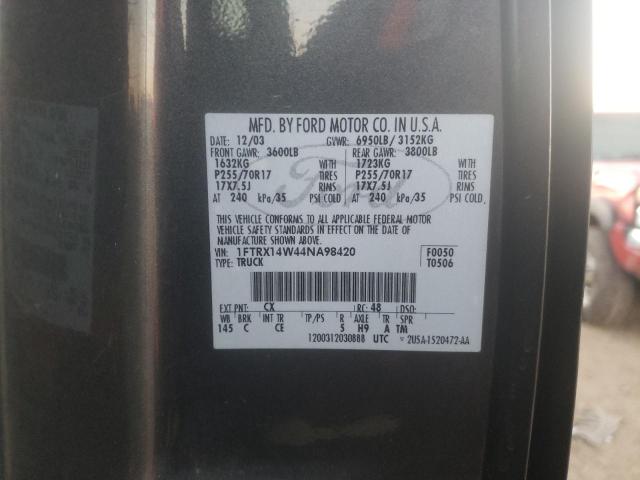 MFD. BY FORD MOTOR CO. IN U.S.A.
DATE: 12/03 GVWR: 6950LB/ 3152KG
FRONT GAWR: 3600LB REAR GAWR: 3800LB
1632KG WITH 1723KG WITH
P255/70R17 TIRES P255/70R17 TIRES
17X7.5J RIMS 17X7.5J RIMS
AT 240 kPa/35 PSI COLD AT 240 kPa/35 PSI COLD
Ford
THIS VEHICLE CONFORMS TO ALL APPLICABLE FEDERAL MOTOR
VEHICLE SAFETY STANDARDS IN EFFECT ON THE DATE OF
MANUFACTURE SHOWN ABOVE.
VIN: 1FTRX14W44NA98420 F0050
TYPE: TRUCK T0506
EXT PNT: CX RC: 48 DSO:
WB BRK INT TR TP/PS R AXLE TR SPR
145 C CE 5 H9 A TM
1200312030888 UTC 2USA-1520472-AA